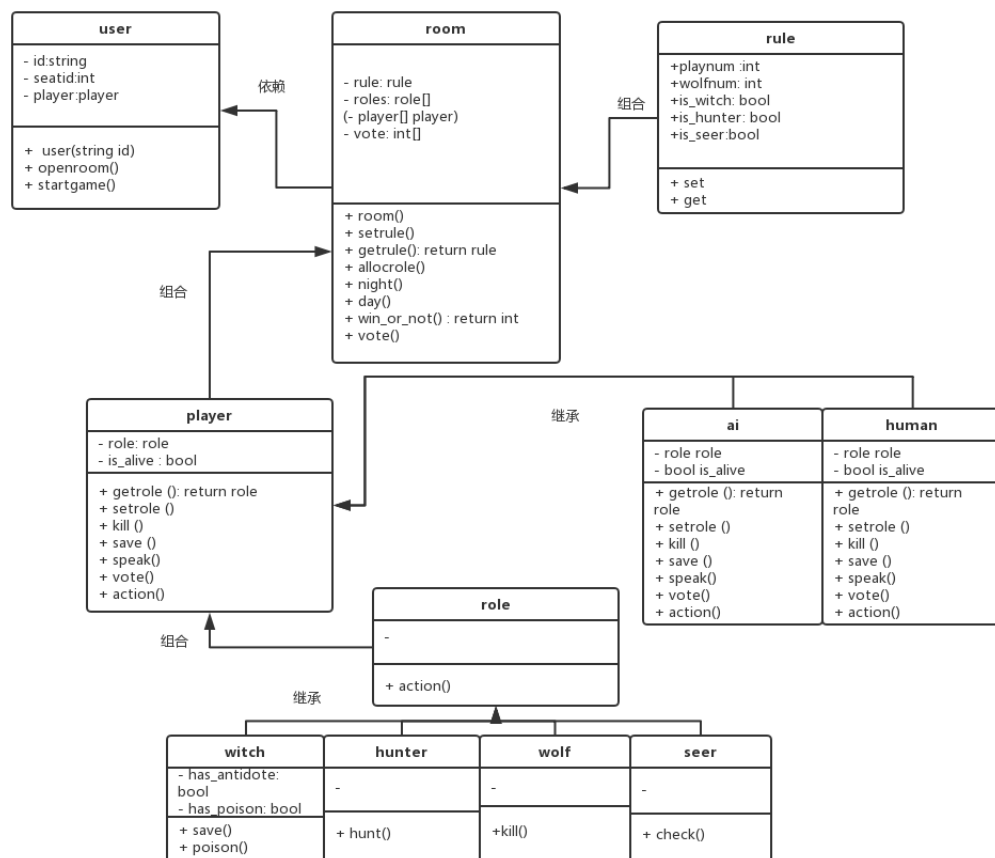 user
- id:string
- seatid:int
- player:player
+  user(string id)
+ openroom()
+ startgame()
依赖
room
- rule: rule
- roles: role[]
(- player[] player)
- vote: int[]
+ room()
+ setrule()
+ getrule(): return rule
+ allocrole()
+ night()
+ day()
+ win_or_not() : return int
+ vote()
组合
rule
+playnum :int
+wolfnum: int
+is_witch: bool
+is_hunter: bool
+is_seer:bool
+ set
+ get
组合
player
- role: role
- is_alive : bool
+ getrole (): return role
+ setrole ()
+ kill ()
+ save ()
+ speak()
+ vote()
+ action()
继承
ai
- role role
- bool is_alive
+ getrole (): return
role
+ setrole ()
+ kill ()
+ save ()
+ speak()
+ vote()
+ action()
human
- role role
- bool is_alive
+ getrole (): return
role
+ setrole ()
+ kill ()
+ save ()
+ speak()
+ vote()
+ action()
组合
role
-
+ action()
继承
witch
- has_antidote:
bool
- has_poison: bool
+ save()
+ poison()
hunter
-
+ hunt()
wolf
-
+kill()
seer
-
+ check()